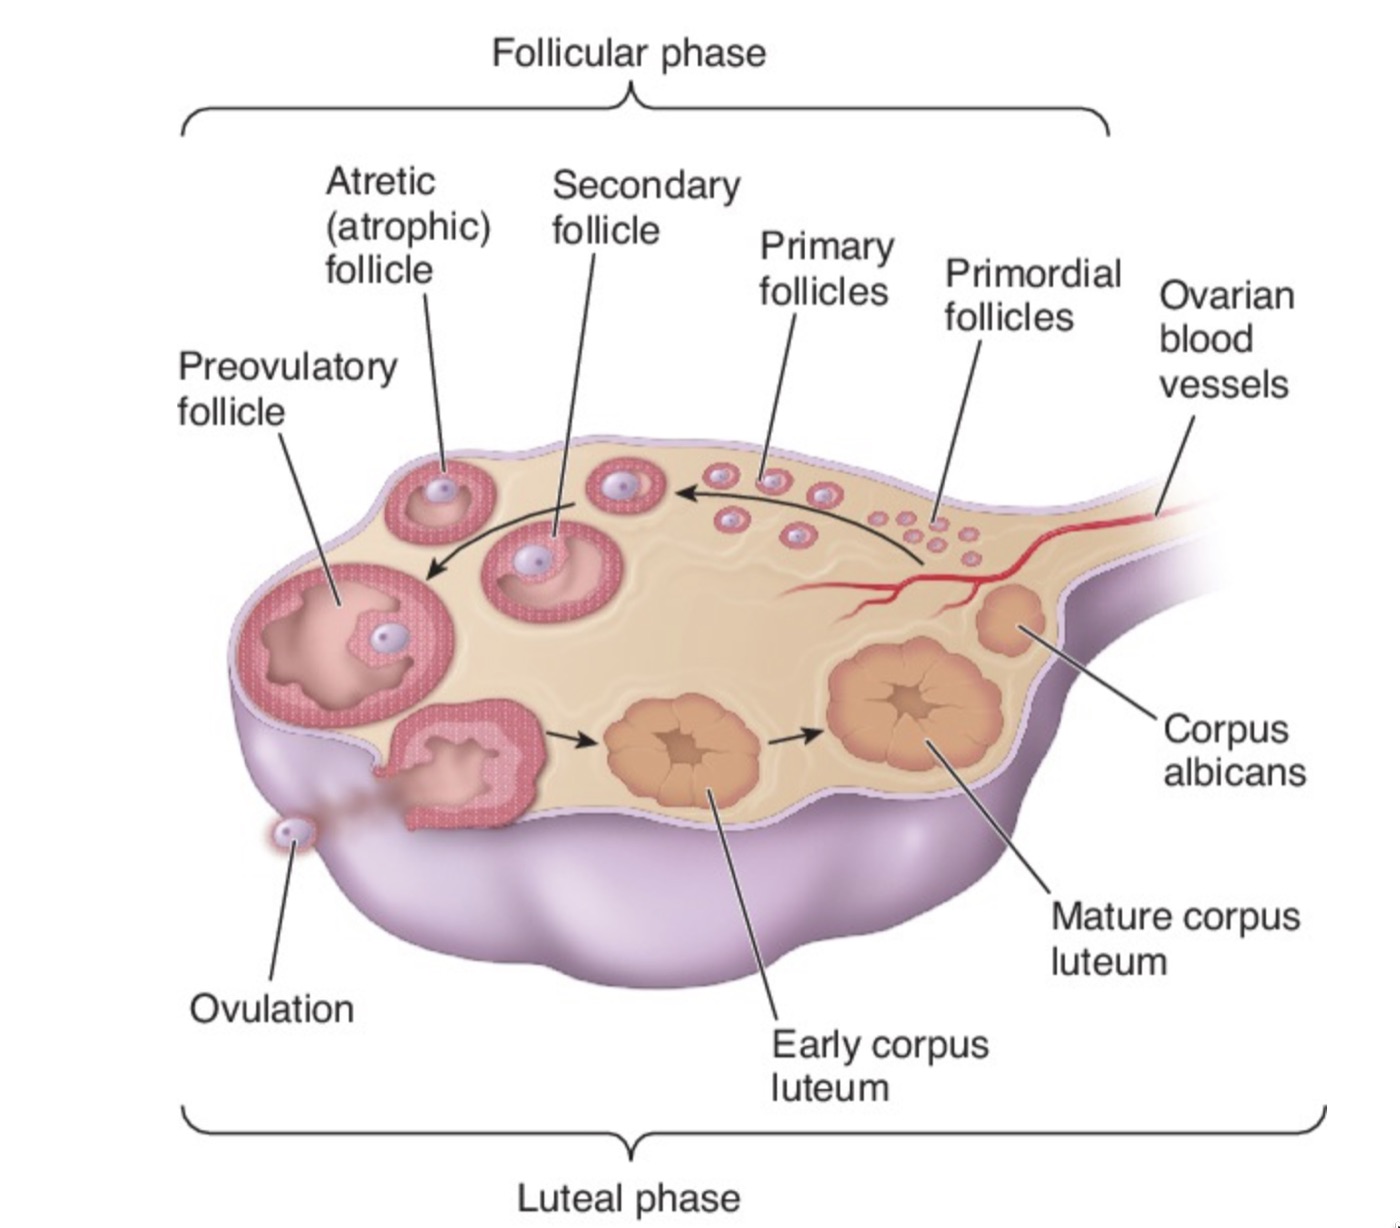 Follicular phase
Atretic
(atrophic)
follicle
Secondary
follicle
Primary
follicles
Primordial
follicles
Ovarian
blood
vessels
Preovulatory
follicle
Corpus
albicans
Mature corpus
luteum
Ovulation
Early corpus
luteum
Luteal phase